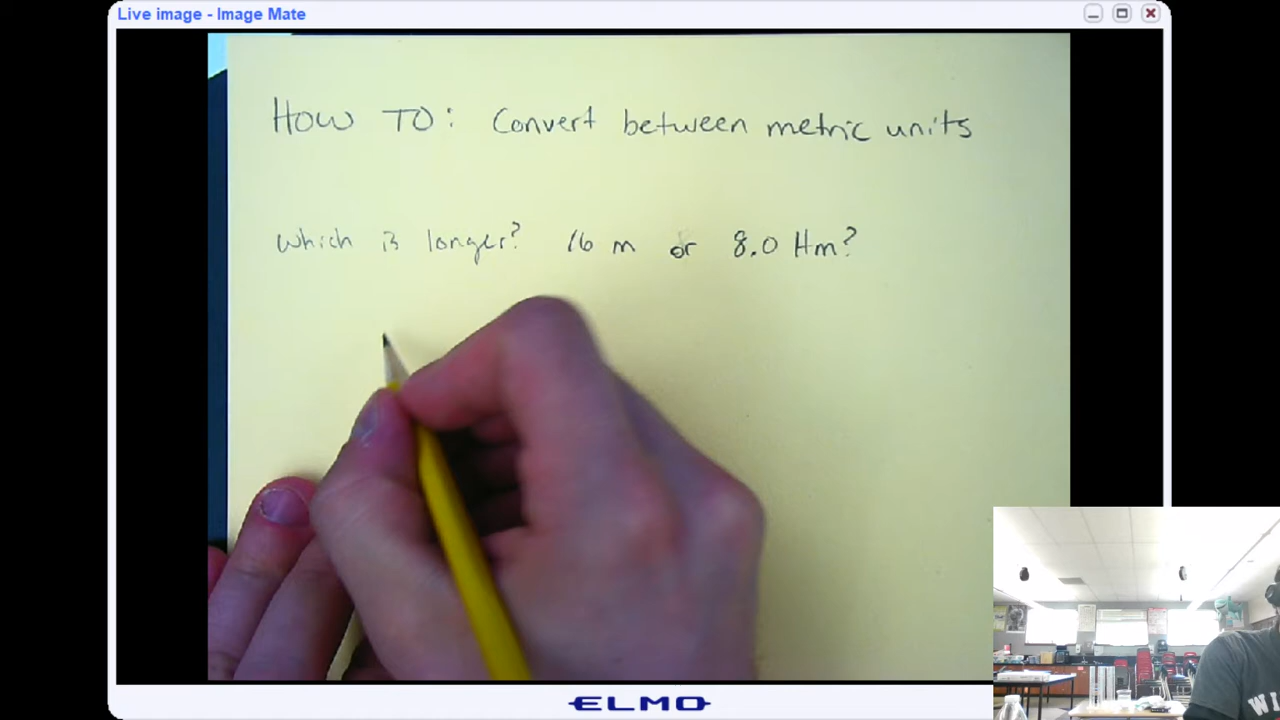 Live image - Image Mate
How TO: Convert between metric units
Which is longer? 16 m or 8.0 Hm?
ELMO